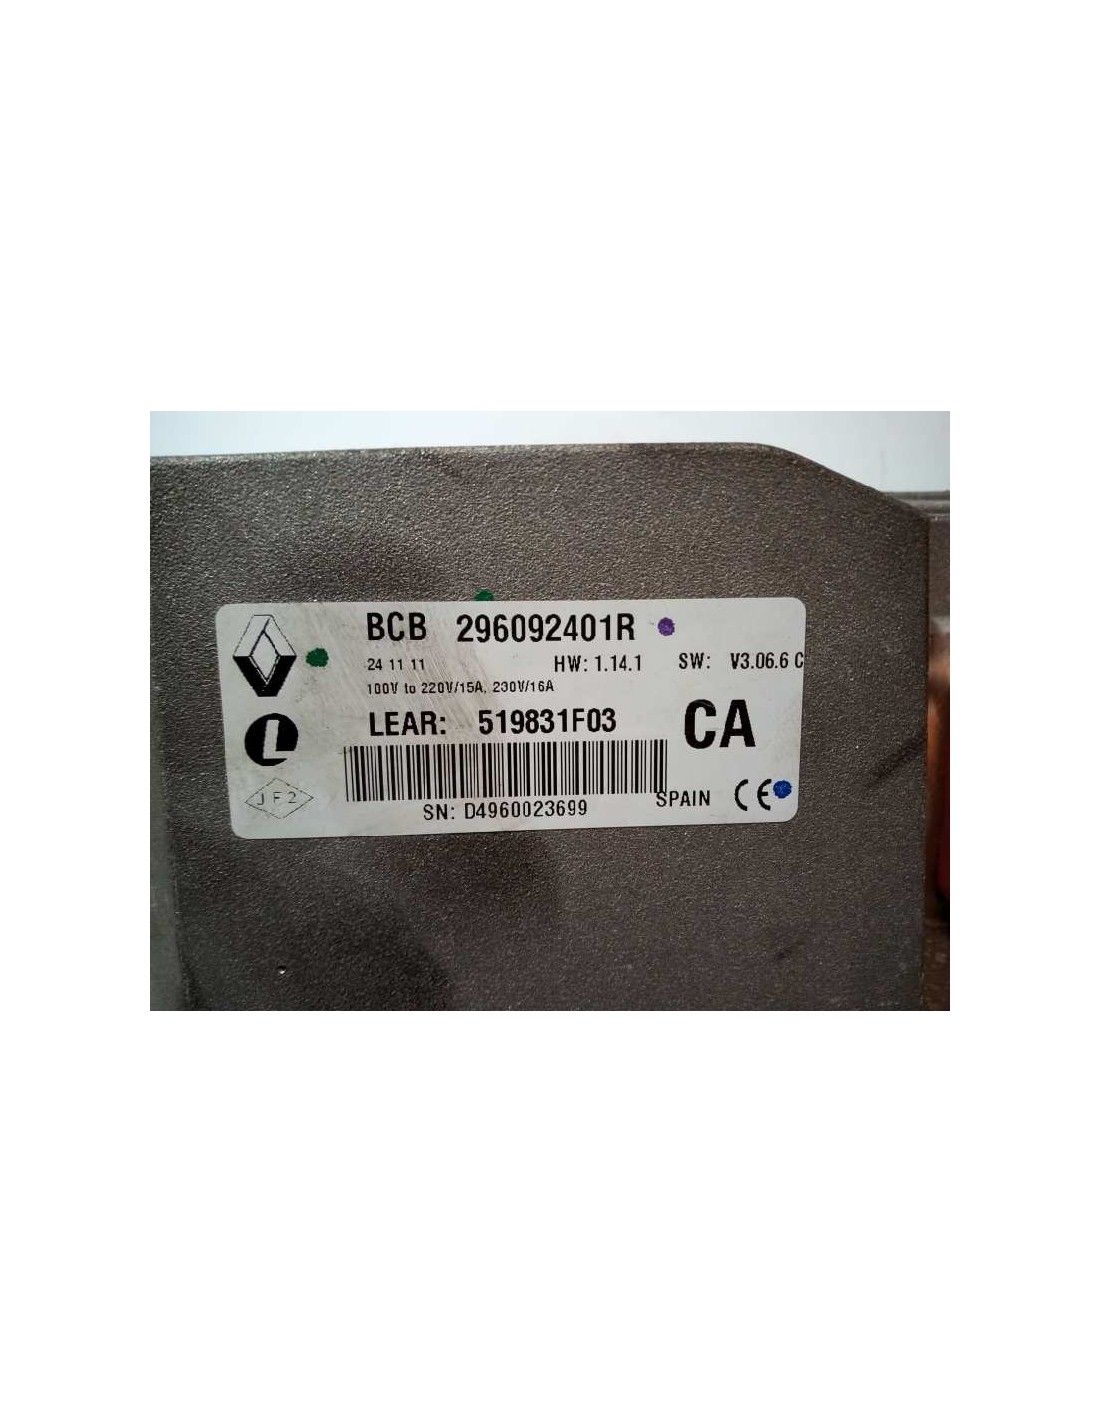 BCB 296092401R
24 11 11 HW: 1.14.1 SW: V3.06.6 C
100V to 220V/15A, 230V/16A
LEAR: 519831F03
CA
L
JF2
SPAIN CE
SN: D4960023699